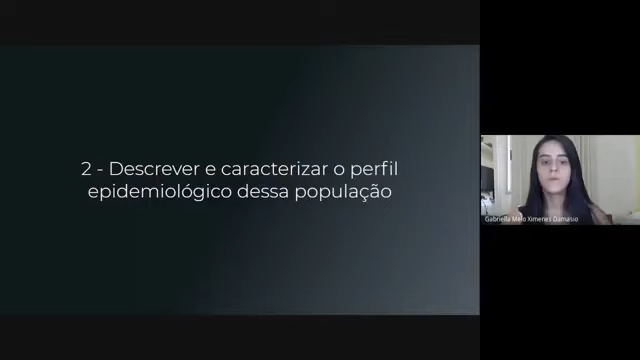 2 - Descrever e caracterizar o perfil
epidemiológico dessa população
Gabriella Melo Ximenes Damasio